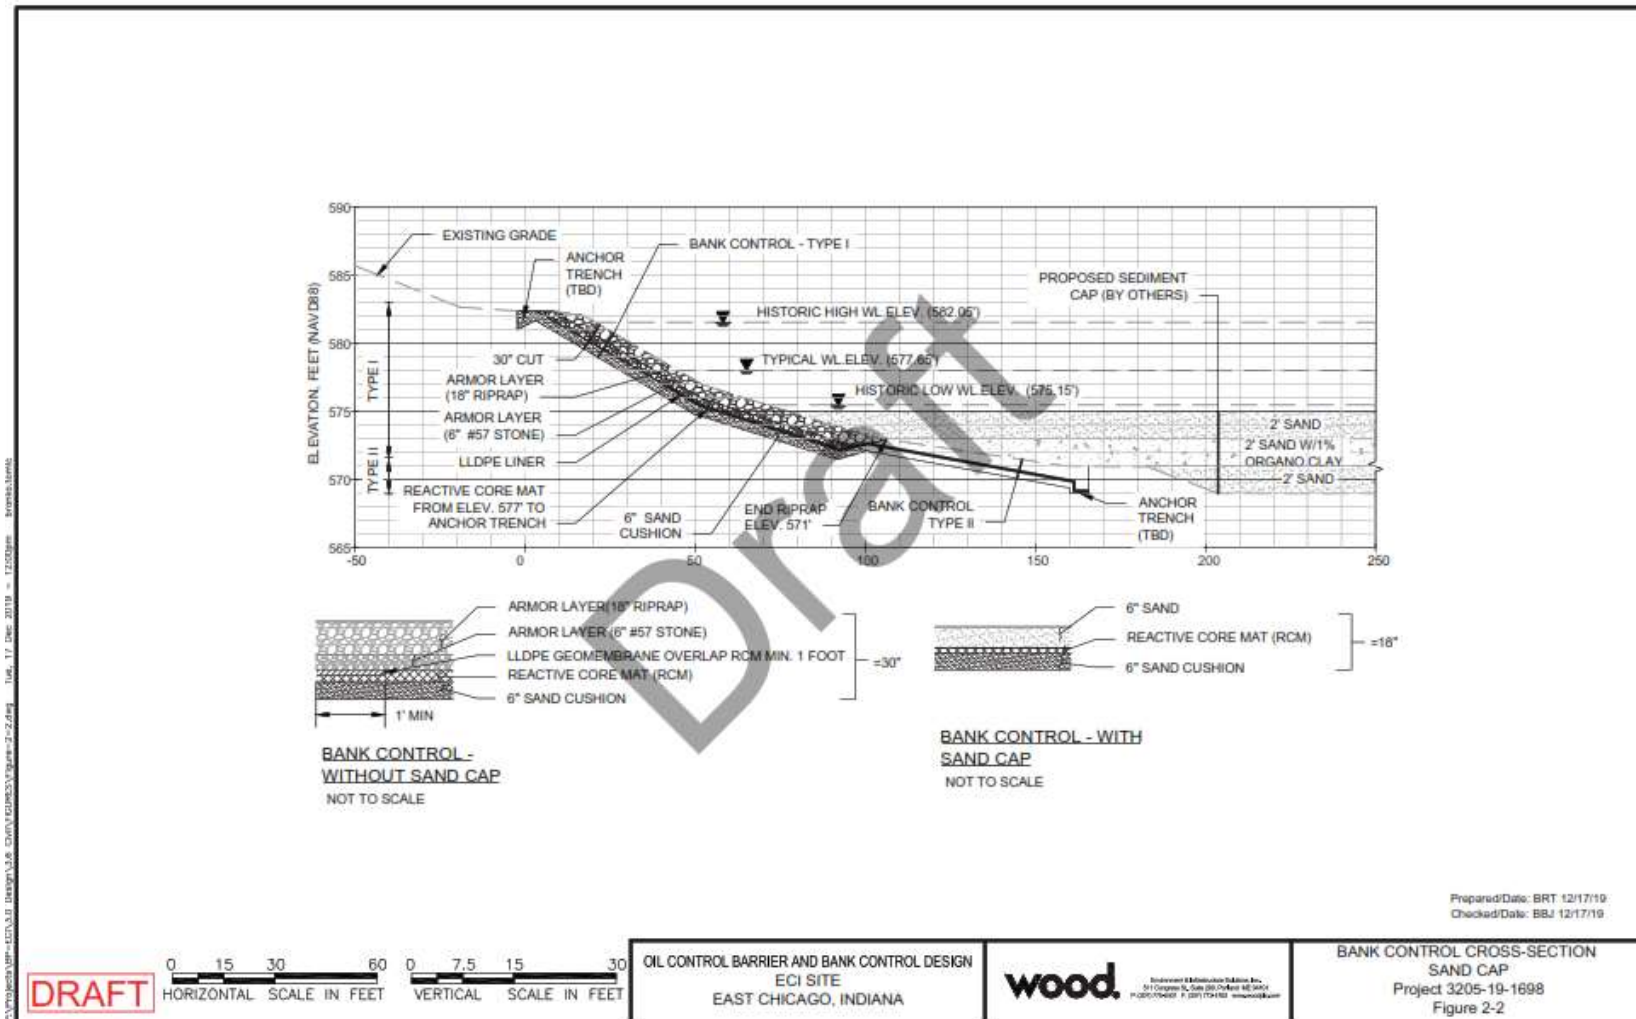 590
585
580
575
570
565
ELEVATION, FEET (NAVD88)
TYPE I
TYPE II
EXISTING GRADE
ANCHOR
TRENCH
(TBD)
BANK CONTROL - TYPE I
PROPOSED SEDIMENT
CAP (BY OTHERS)
HISTORIC HIGH WL ELEV. (582.05')
30" CUT
TYPICAL WL ELEV. (577.65')
ARMOR LAYER
(18" RIPRAP)
HISTORIC LOW WL ELEV. (575.15')
ARMOR LAYER
(6" #57 STONE)
2' SAND
2' SAND W/1%
ORGANO CLAY
2' SAND
LLDPE LINER
REACTIVE CORE MAT
FROM ELEV. 577' TO
ANCHOR TRENCH
6" SAND
CUSHION
END RIPRAP
ELEV. 571'
BANK CONTROL
TYPE II
ANCHOR
TRENCH
(TBD)
-50 0 50 100 150 200 250
Draft
ARMOR LAYER(18" RIPRAP)
ARMOR LAYER (6" #57 STONE)
LLDPE GEOMEMBRANE OVERLAP RCM MIN. 1 FOOT
REACTIVE CORE MAT (RCM)
6" SAND CUSHION
=30"
1' MIN
BANK CONTROL -
WITHOUT SAND CAP
NOT TO SCALE
6" SAND
REACTIVE CORE MAT (RCM)
6" SAND CUSHION
=18"
BANK CONTROL - WITH
SAND CAP
NOT TO SCALE
Prepared/Date: BRT 12/17/19
Checked/Date: BBJ 12/17/19
DRAFT
0 15 30 60
HORIZONTAL SCALE IN FEET
0 7.5 15 30
VERTICAL SCALE IN FEET
OIL CONTROL BARRIER AND BANK CONTROL DESIGN
ECI SITE
EAST CHICAGO, INDIANA
wood.
BANK CONTROL CROSS-SECTION
SAND CAP
Project 3205-19-1698
Figure 2-2
Tue, 17 Dec 2019 - 12:00pm